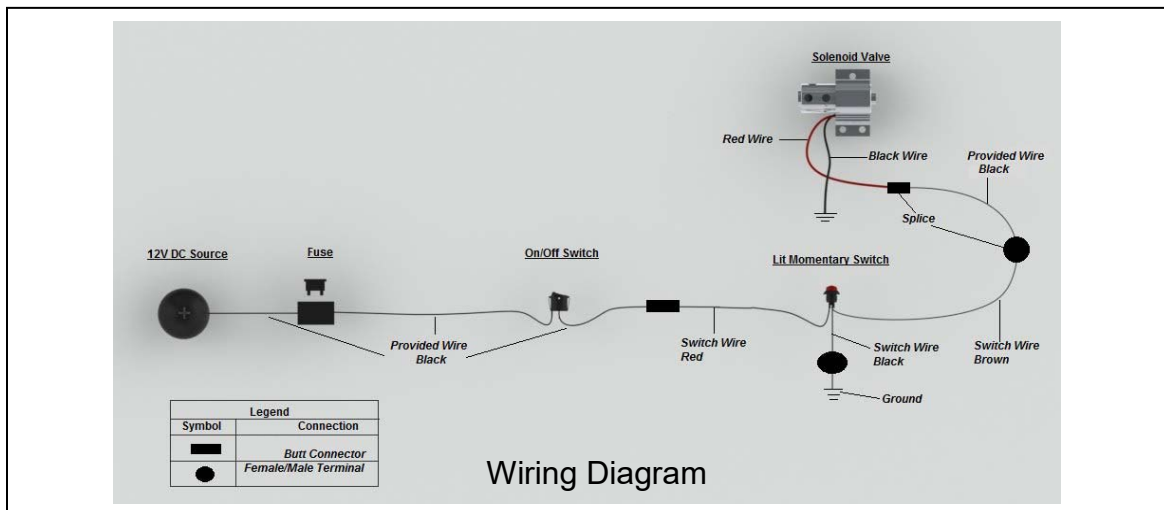 Solenoid Valve
Red Wire
Black Wire
Provided Wire
Black
Splice
12V DC Source
Fuse
On/Off Switch
Lit Momentary Switch
Provided Wire
Black
Switch Wire
Red
Switch Wire
Black
Switch Wire
Brown
Ground
Legend
Symbol Connection
Butt Connector
Female/Male Terminal
Wiring Diagram